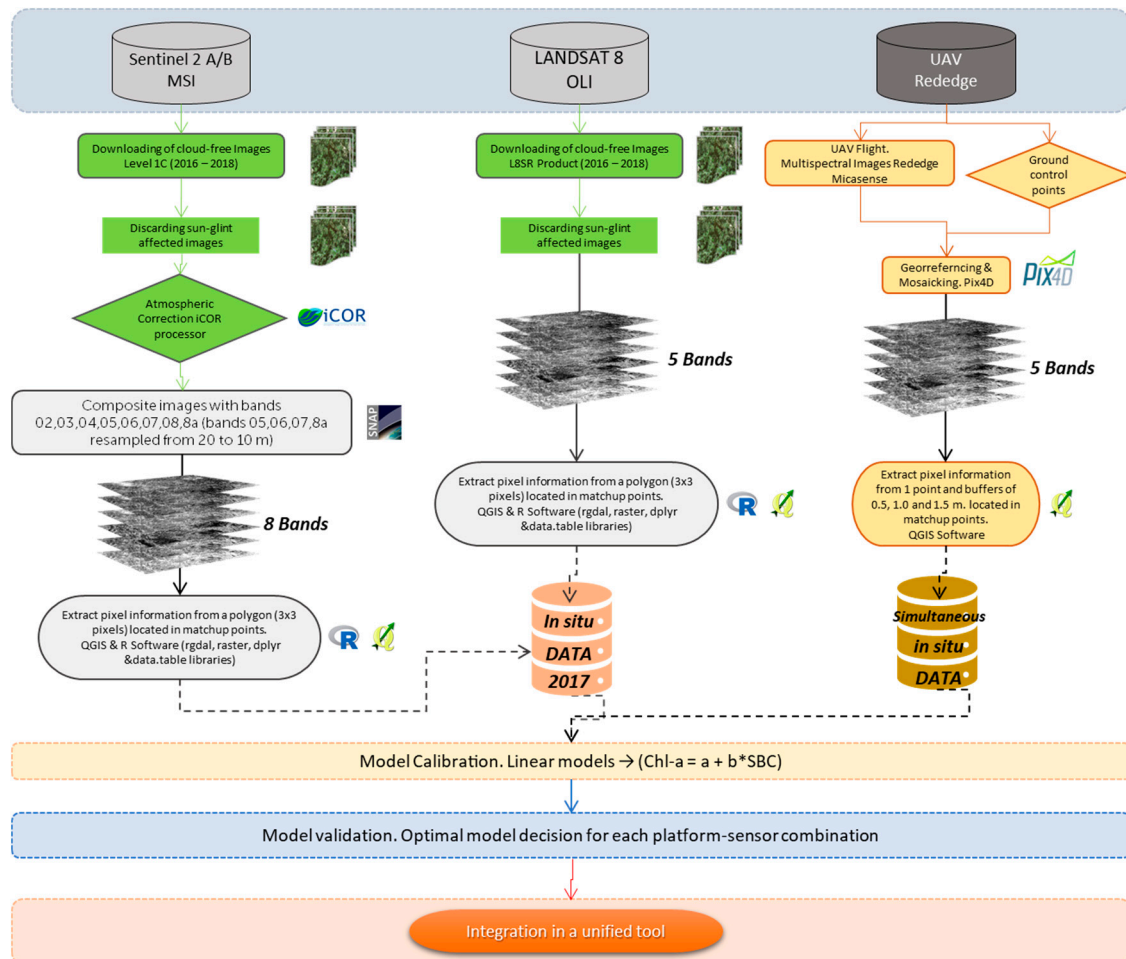 Sentinel 2 A/B
MSI
LANDSAT 8
OLI
UAV
Rededge
Downloading of cloud-free Images
Level 1C (2016 – 2018)
Discarding sun-glint
affected images
Atmospheric
Correction iCOR
processor
iCOR
Composite images with bands
02,03,04,05,06,07,08,8a (bands 05,06,07,8a
resampled from 20 to 10 m)
SNAP
8 Bands
Extract pixel information from a polygon (3x3
pixels) located in matchup points.
QGIS & R Software (rgdal, raster, dplyr
&data.table libraries)
R
Downloading of cloud-free Images
L8SR Product (2016 – 2018)
Discarding sun-glint
affected images
5 Bands
Extract pixel information from a polygon (3x3
pixels) located in matchup points.
QGIS & R Software (rgdal, raster, dplyr
&data.table libraries)
R
In situ
DATA
2017
UAV Flight.
Multispectral Images Rededge
Micasense
Ground
control
points
Georreferncing &
Mosaicking. Pix4D
PIX4D
5 Bands
Extract pixel information
from 1 point and buffers of
0.5, 1.0 and 1.5 m. located in
matchup points.
QGIS Software
Simultaneous
in situ
DATA
Model Calibration. Linear models → (Chl-a = a + b*SBC)
Model validation. Optimal model decision for each platform-sensor combination
Integration in a unified tool